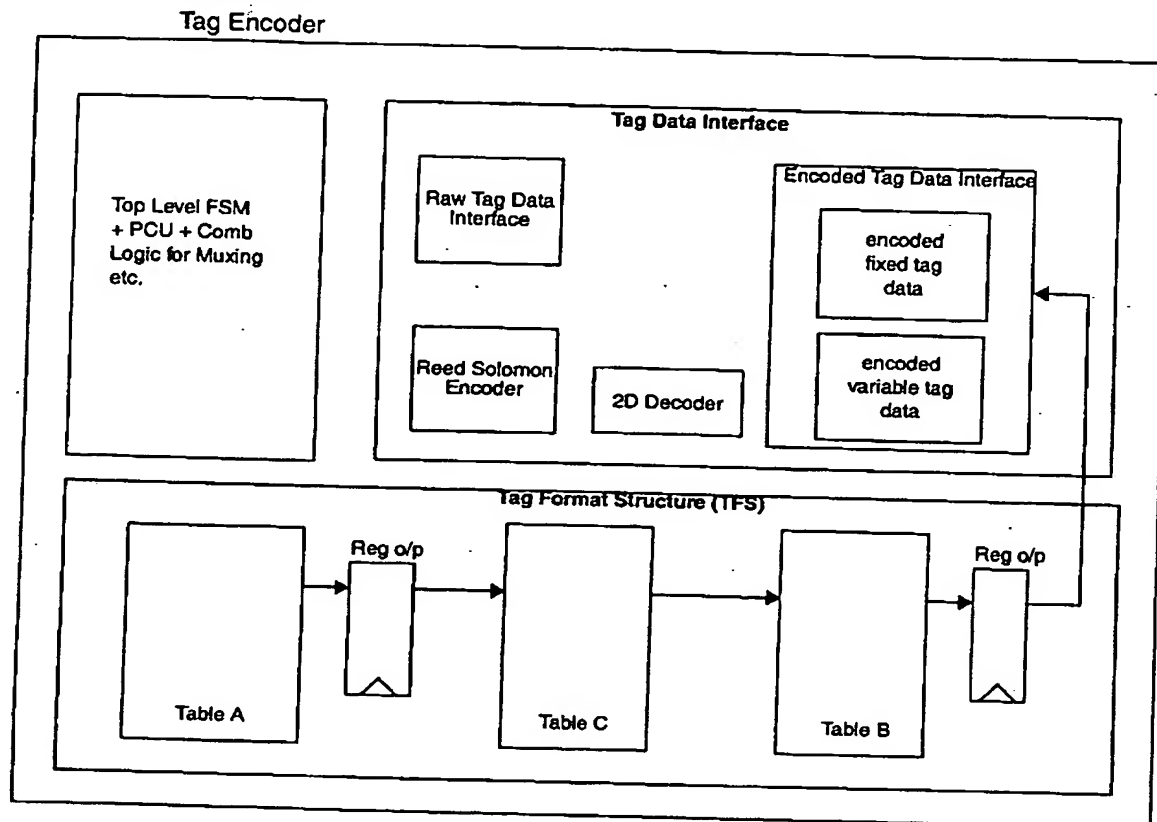 Tag Encoder
Top Level FSM
+ PCU + Comb
Logic for Muxing
etc.
Tag Data Interface
Raw Tag Data
Interface
Reed Solomon
Encoder
2D Decoder
Encoded Tag Data Interface
encoded
fixed tag
data
encoded
variable tag
data
Tag Format Structure (TFS)
Table A
Reg o/p
Table C
Table B
Reg o/p